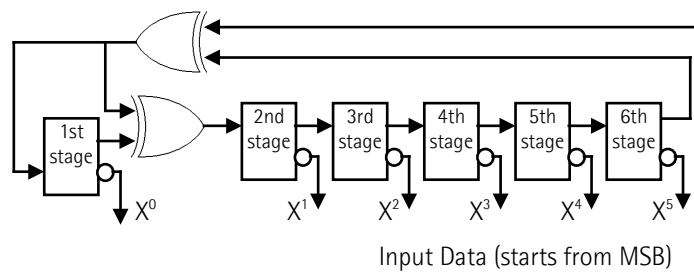 1st stage
2nd stage
3rd stage
4th stage
5th stage
6th stage
X⁰
X¹
X²
X³
X⁴
X⁵
Input Data (starts from MSB)